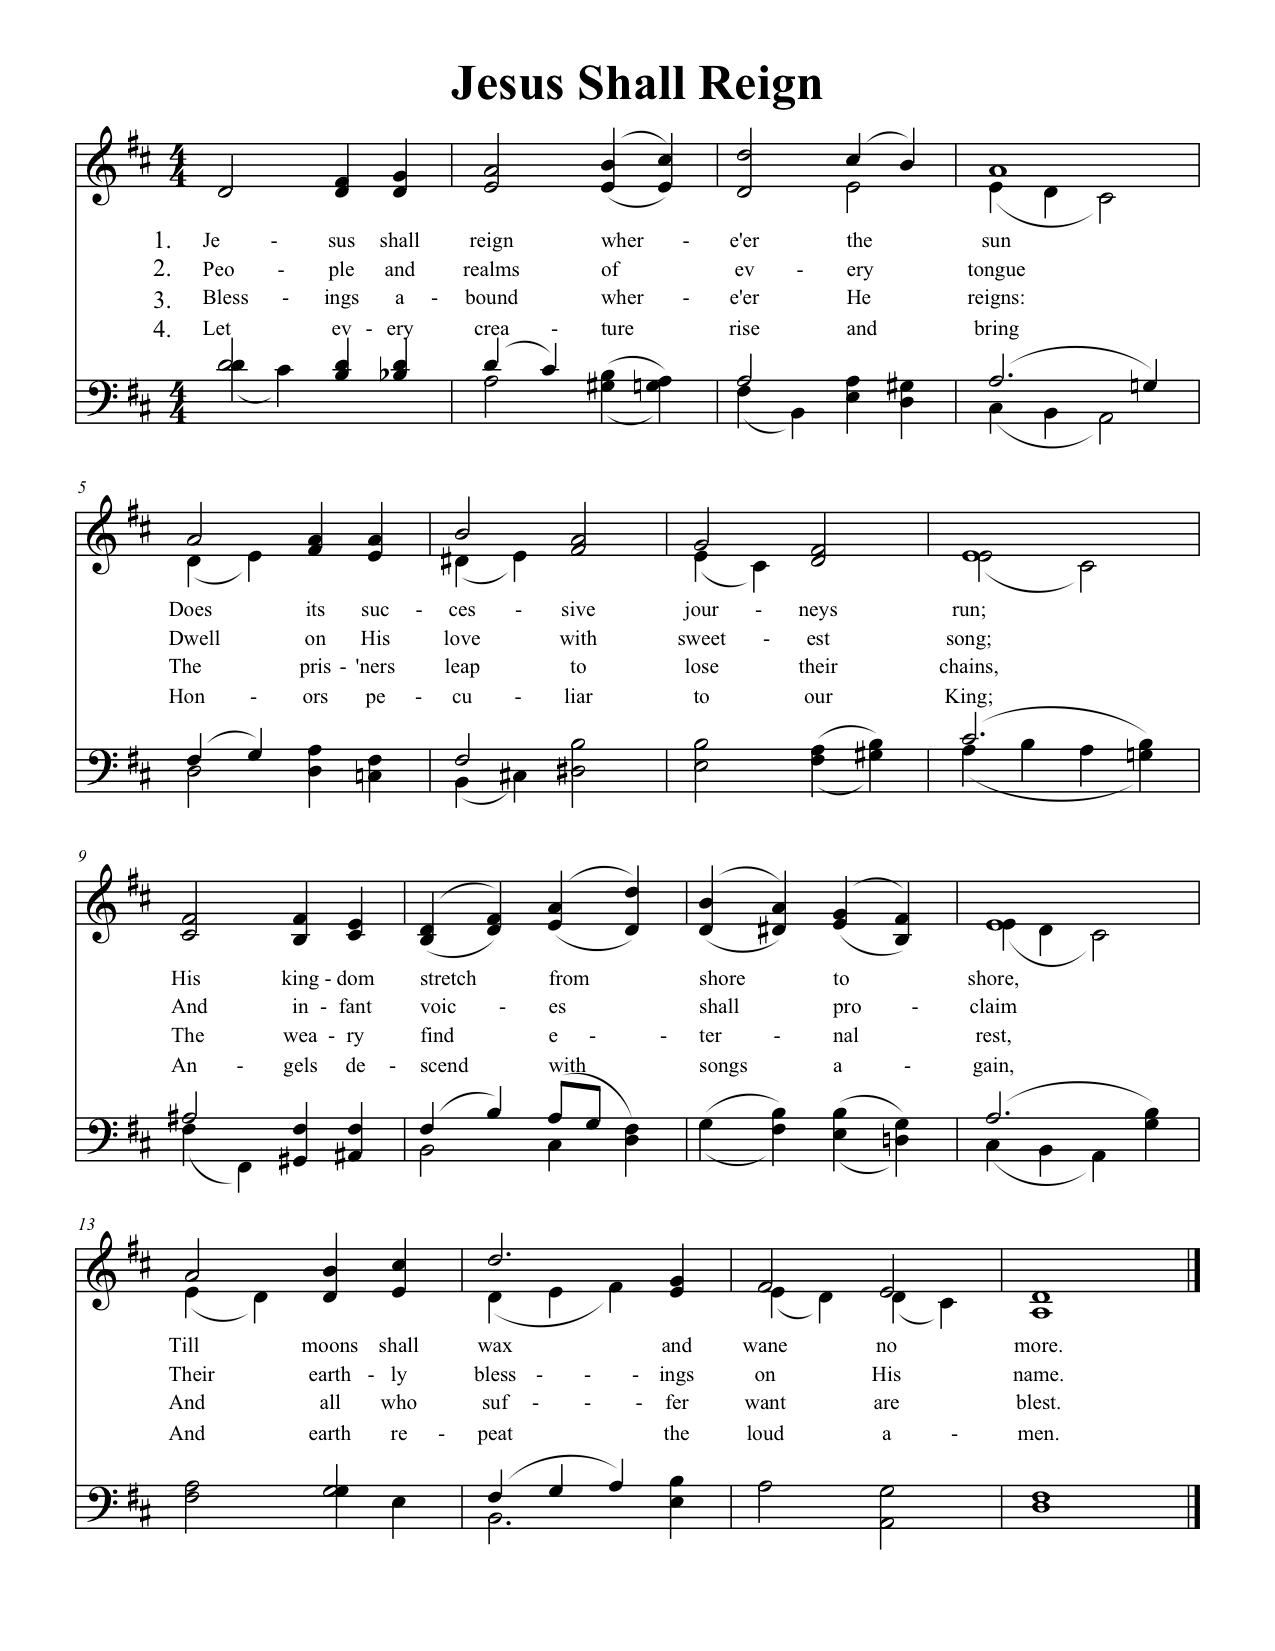 Jesus Shall Reign
4 4
1. Je - sus shall reign wher - e'er the sun
2. Peo - ple and realms of ev - ery tongue
3. Bless - ings a - bound wher - e'er He reigns:
4. Let ev - ery crea - ture rise and bring
4 4
5
Does its suc - ces - sive jour - neys run;
Dwell on His love with sweet - est song;
The pris - 'ners leap to lose their chains,
Hon - ors pe - cu - liar to our King;
9
His king - dom stretch from shore to shore,
And in - fant voic - es shall pro - claim
The wea - ry find e - - ter - nal rest,
An - gels de - scend with songs a - gain,
13
Till moons shall wax and wane no more.
Their earth - ly bless - - - ings on His name.
And all who suf - - - fer want are blest.
And earth re - peat the loud a - men.